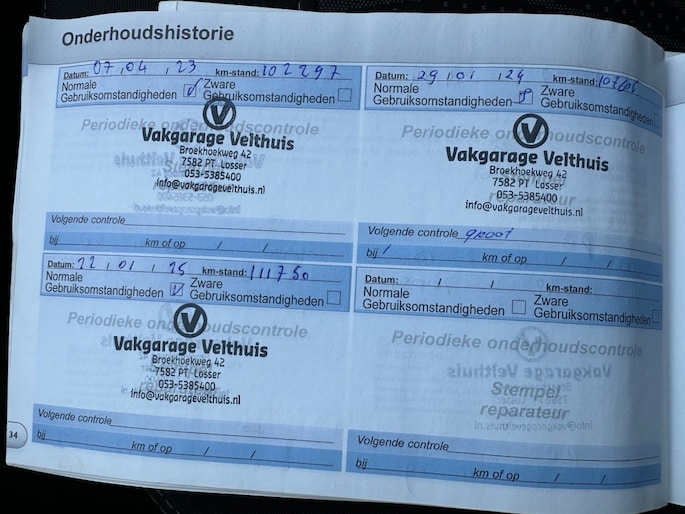 Onderhoudshistorie
Datum: 07 , 04 , 23 km-stand: 102297
Normale Gebruiksomstandigheden Zware Gebruiksomstandigheden
Periodieke onderhoudscontrole
V
Vakgarage Velthuis
Broekhoekweg 42
7582 PT Losser
053-5385400
info@vakgaragevelthuis.nl
Volgende controle
bij km of op / /
Datum: 29 , 01 , 24 km-stand:
Normale Gebruiksomstandigheden Zware Gebruiksomstandigheden
Periodieke onderhoudscontrole
V
Vakgarage Velthuis
Broekhoekweg 42
7582 PT Losser
053-5385400
info@vakgaragevelthuis.nl
Stempel
reparateur
Volgende controle groot
bij / km of op / /
Datum: 22 , 01 , 25 km-stand: 111750
Normale Gebruiksomstandigheden Zware Gebruiksomstandigheden
Periodieke onderhoudscontrole
V
Vakgarage Velthuis
Broekhoekweg 42
7582 PT Losser
053-5385400
info@vakgaragevelthuis.nl
Volgende controle
bij km of op / /
Datum: / / km-stand:
Normale Gebruiksomstandigheden Zware Gebruiksomstandigheden
Periodieke onderhoudscontrole
Stempel
reparateur
Volgende controle
bij km of op / /
34